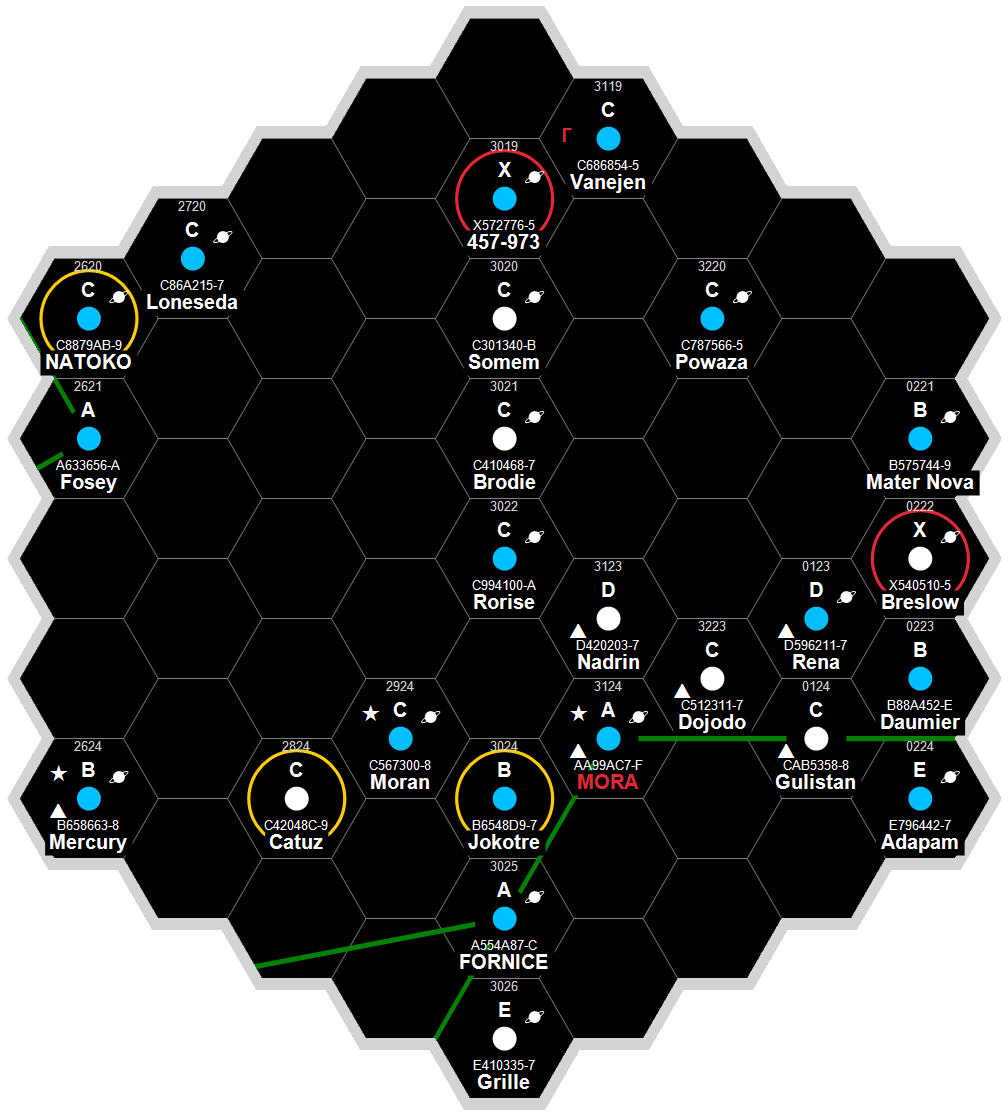 3119
C
Γ
C686854-5
Vanejen
3019
X
X572776-5
457-973
2720
C
C86A215-7
Loneseda
2620
C
C8879AB-9
NATOKO
3020
C
C301340-B
Somem
3220
C
C787566-5
Powaza
2621
A
A633656-A
Fosey
3021
C
C410468-7
Brodie
0221
B
B575744-9
Mater Nova
3022
C
C994100-A
Rorise
0222
X
X540510-5
Breslow
3123
D
D420203-7
Nadrin
0123
D
D596211-7
Rena
3223
C
C512311-7
Dojodo
0223
B
B88A452-E
Daumier
2924
C
C567300-8
Moran
3124
A
AA99AC7-F
MORA
0124
C
CAB5358-8
Gulistan
2624
B
B658663-8
Mercury
2824
C
C42048C-9
Catuz
3024
B
B6548D9-7
Jokotre
0224
E
E796442-7
Adapam
3025
A
A554A87-C
FORNICE
3026
E
E410335-7
Grille